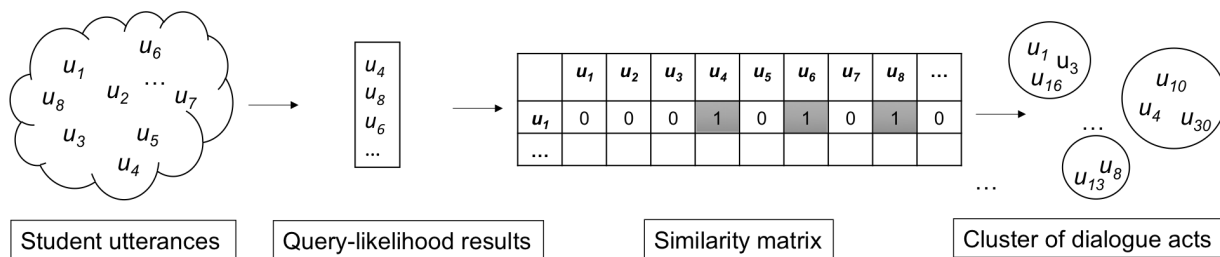 u6
u1
...
u8
u2
u7
u3
u5
u4
u4
u8
u6
...
u1 u2 u3 u4 u5 u6 u7 u8 ...
u1 0 0 0 1 0 1 0 1 0
...
u1 u3
u16
u10
u4 u30
...
u13 u8
...
Student utterances
Query-likelihood results
Similarity matrix
Cluster of dialogue acts